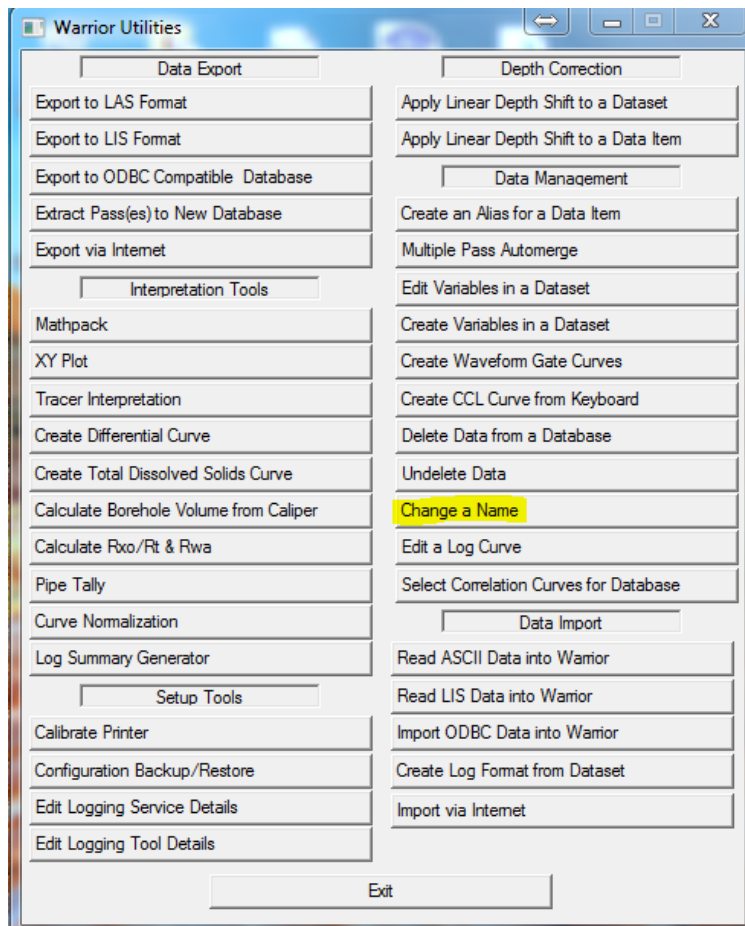 Warrior Utilities
Data Export
Export to LAS Format
Export to LIS Format
Export to ODBC Compatible Database
Extract Pass(es) to New Database
Export via Internet
Interpretation Tools
Mathpack
XY Plot
Tracer Interpretation
Create Differential Curve
Create Total Dissolved Solids Curve
Calculate Borehole Volume from Caliper
Calculate Rxo/Rt & Rwa
Pipe Tally
Curve Normalization
Log Summary Generator
Setup Tools
Calibrate Printer
Configuration Backup/Restore
Edit Logging Service Details
Edit Logging Tool Details
Depth Correction
Apply Linear Depth Shift to a Dataset
Apply Linear Depth Shift to a Data Item
Data Management
Create an Alias for a Data Item
Multiple Pass Automerge
Edit Variables in a Dataset
Create Variables in a Dataset
Create Waveform Gate Curves
Create CCL Curve from Keyboard
Delete Data from a Database
Undelete Data
Change a Name
Edit a Log Curve
Select Correlation Curves for Database
Data Import
Read ASCII Data into Warrior
Read LIS Data into Warrior
Import ODBC Data into Warrior
Create Log Format from Dataset
Import via Internet
Exit